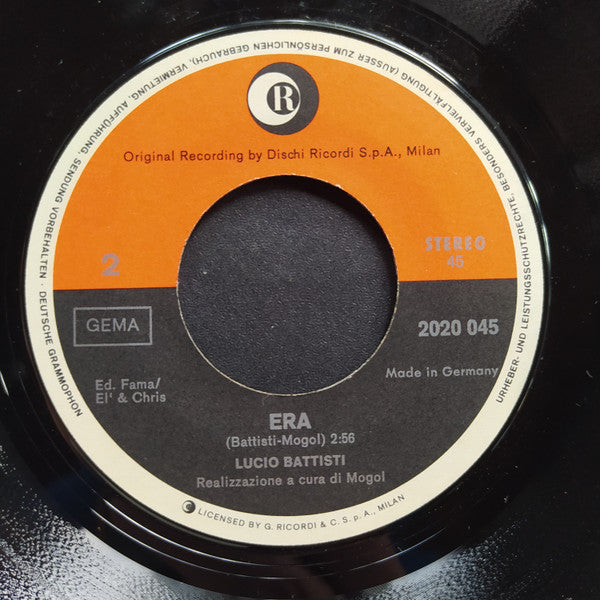 R
Original Recording by Dischi Ricordi S.p.A., Milan
2
STEREO
45
GEMA
2020 045
Ed. Fama/
El' & Chris
Made in Germany
ERA
(Battisti-Mogol) 2:56
LUCIO BATTISTI
Realizzazione a cura di Mogol
LICENSED BY G. RICORDI & C. S.p.A., MILAN
URHEBER- UND LEISTUNGSSCHUTZRECHTE, BESONDERS VERVIELFÄLTIGUNG (AUSSER ZUM PERSÖNLICHEN GEBRAUCH), VERMIETUNG, AUFFÜHRUNG, SENDUNG VORBEHALTEN · DEUTSCHE GRAMMOPHON